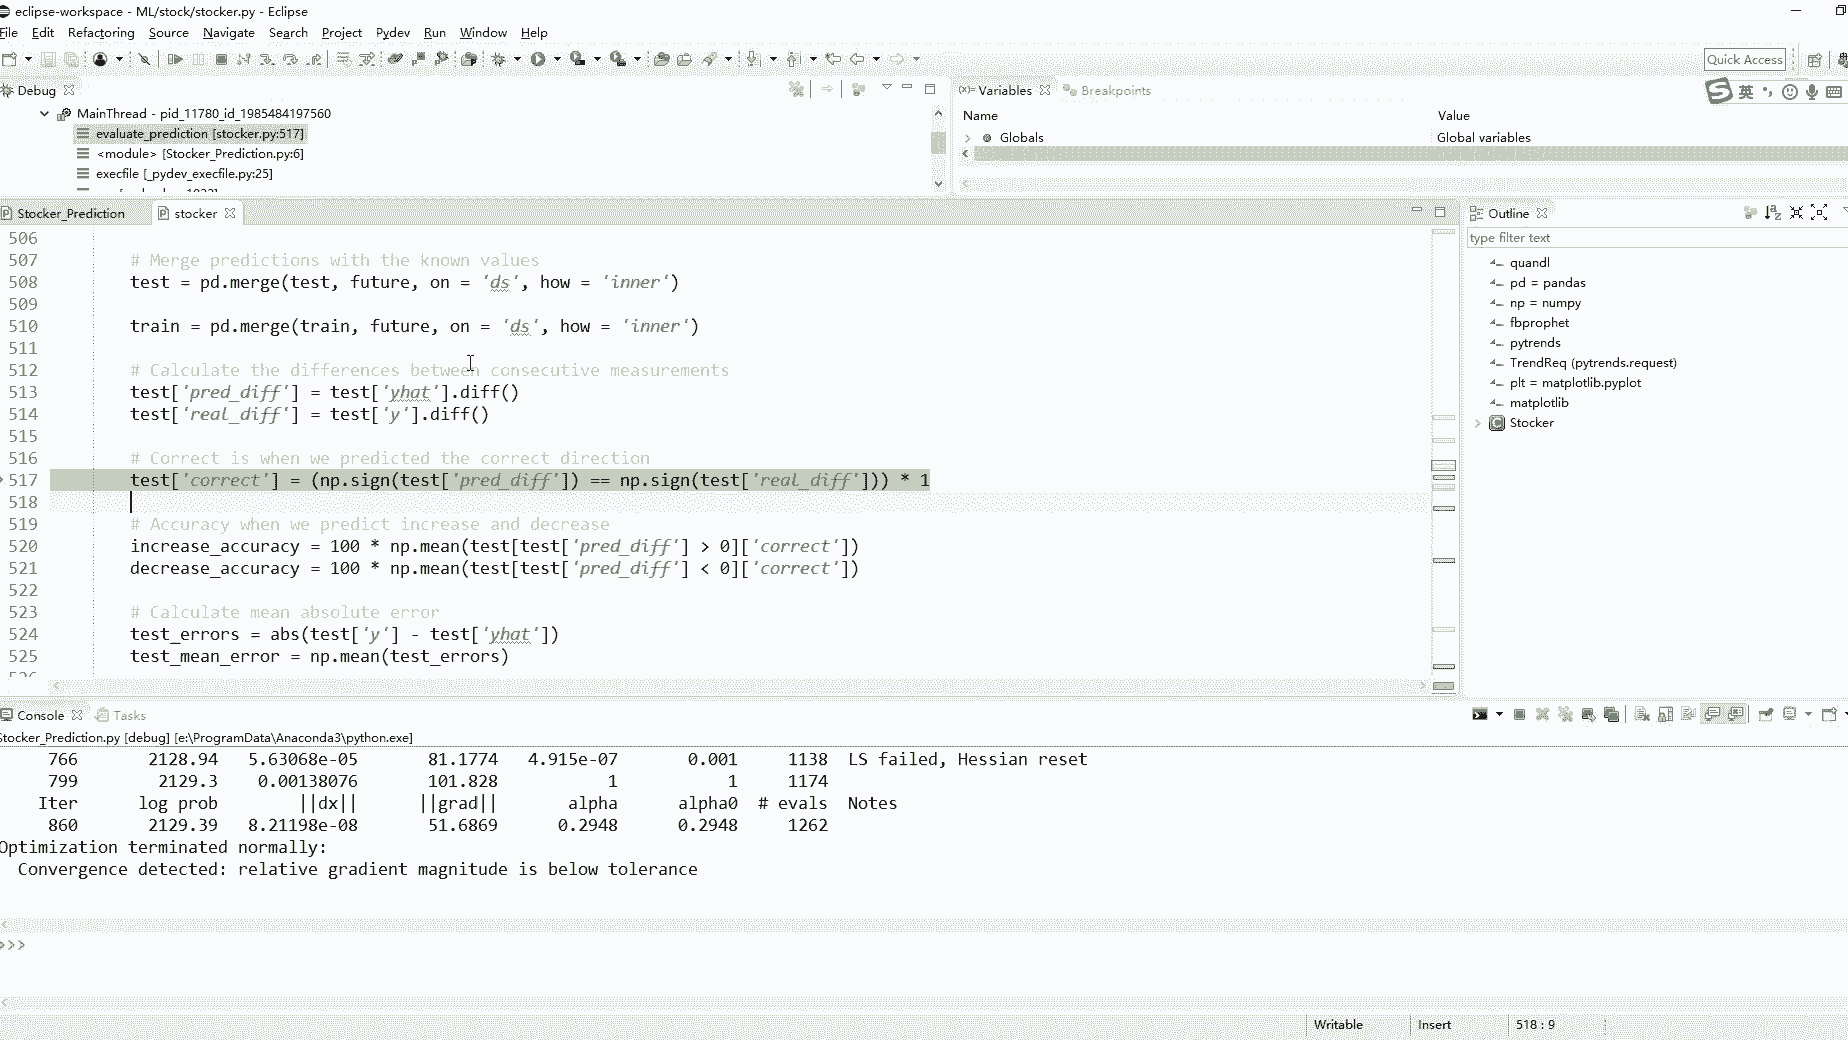 eclipse-workspace - ML/stock/stocker.py - Eclipse
File Edit Refactoring Source Navigate Search Project Pydev Run Window Help
Quick Access
Debug
MainThread - pid_11780_id_1985484197560
evaluate_prediction [stocker.py:517]
<module> [Stocker_Prediction.py:6]
execfile [_pydev_execfile.py:25]
Variables Breakpoints
英
Name Value
Globals Global variables
Stocker_Prediction stocker
506
507 # Merge predictions with the known values
508 test = pd.merge(test, future, on = 'ds', how = 'inner')
509
510 train = pd.merge(train, future, on = 'ds', how = 'inner')
511
512 # Calculate the differences between consecutive measurements
513 test['pred_diff'] = test['yhat'].diff()
514 test['real_diff'] = test['y'].diff()
515
516 # Correct is when we predicted the correct direction
517 test['correct'] = (np.sign(test['pred_diff']) == np.sign(test['real_diff'])) * 1
518
519 # Accuracy when we predict increase and decrease
520 increase_accuracy = 100 * np.mean(test[test['pred_diff'] > 0]['correct'])
521 decrease_accuracy = 100 * np.mean(test[test['pred_diff'] < 0]['correct'])
522
523 # Calculate mean absolute error
524 test_errors = abs(test['y'] - test['yhat'])
525 test_mean_error = np.mean(test_errors)
Outline
type filter text
quandl
pd = pandas
np = numpy
fbprophet
pytrends
TrendReq (pytrends.request)
plt = matplotlib.pyplot
matplotlib
Stocker
Console Tasks
Stocker_Prediction.py [debug] [e:\ProgramData\Anaconda3\python.exe]
766 2128.94 5.63068e-05 81.1774 4.915e-07 0.001 1138 LS failed, Hessian reset
799 2129.3 0.00138076 101.828 1 1 1174
Iter log prob ||dx|| ||grad|| alpha alpha0 # evals Notes
860 2129.39 8.21198e-08 51.6869 0.2948 0.2948 1262
Optimization terminated normally:
Convergence detected: relative gradient magnitude is below tolerance
>>>
Writable Insert 518 : 9